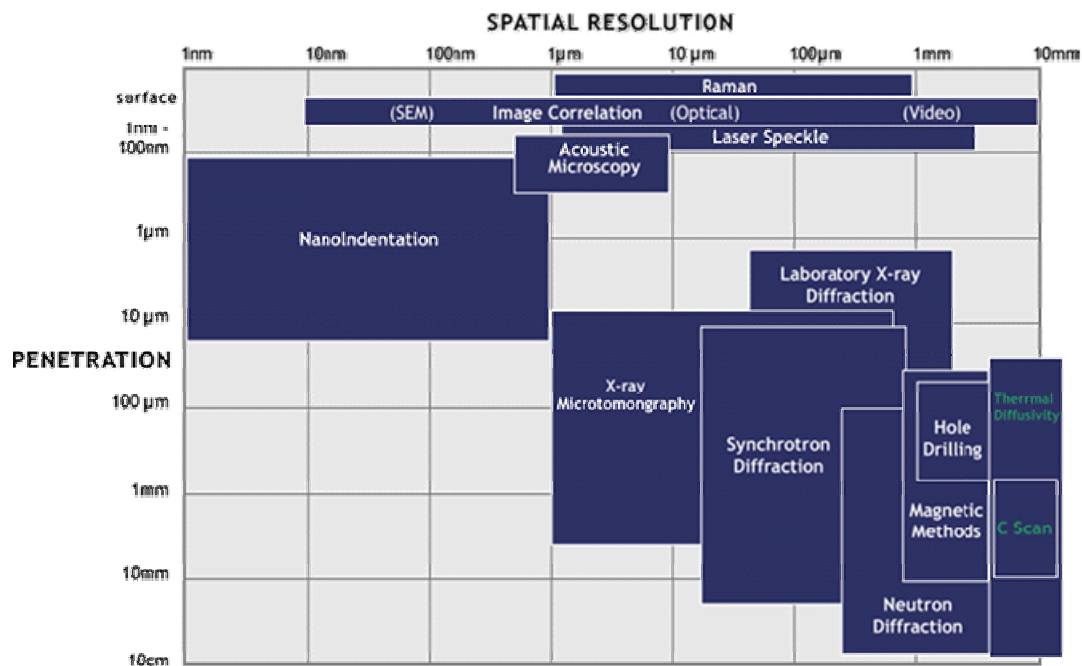 SPATIAL RESOLUTION
1nm 10nm 100nm 1μm 10 μm 100μm 1mm 10mm
Raman
surface
(SEM) Image Correlation (Optical) (Video)
1nm -
100nm
Laser Speckle
Acoustic
Microscopy
1μm
NanoIndentation
Laboratory X-ray
Diffraction
10 μm
PENETRATION
X-ray
Microtomongraphy
100 μm
Therrmal
Diffusivity
Hole
Drilling
Synchrotron
Diffraction
1mm
Magnetic
Methods
C Scan
10mm
Neutron
Diffraction
10cm